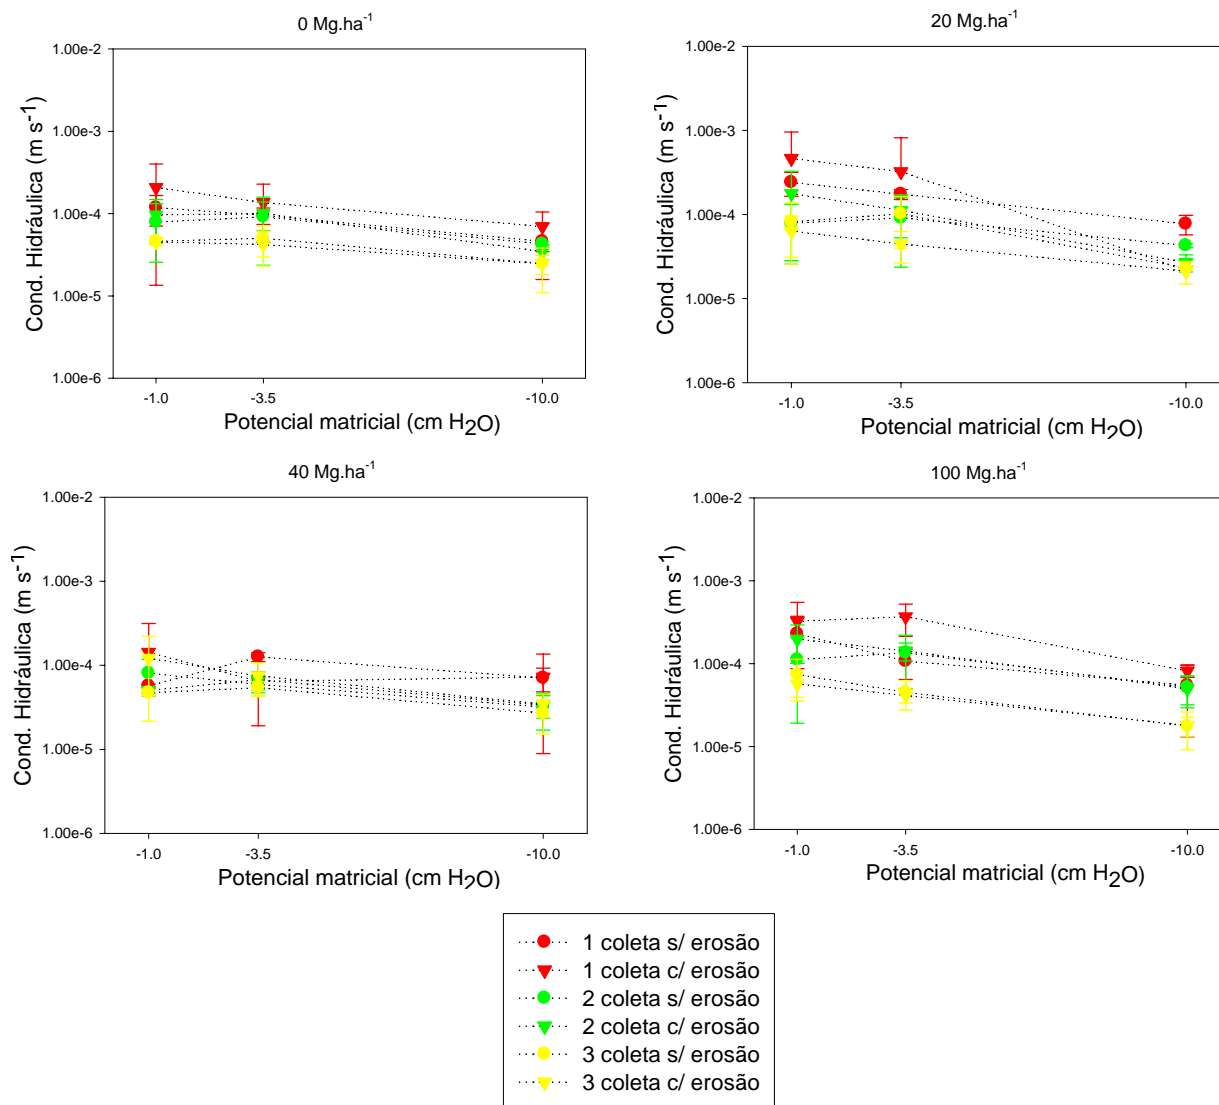 0 Mg.ha-1
1.00e-2
1.00e-3
1.00e-4
1.00e-5
1.00e-6
Cond. Hidráulica (m s-1)
-1.0
-3.5
-10.0
Potencial matricial (cm H2O)
20 Mg.ha-1
1.00e-2
1.00e-3
1.00e-4
1.00e-5
1.00e-6
Cond. Hidráulica (m s-1)
-1.0
-3.5
-10.0
Potencial matricial (cm H2O)
40 Mg.ha-1
1.00e-2
1.00e-3
1.00e-4
1.00e-5
1.00e-6
Cond. Hidráulica (m s-1)
-1.0
-3.5
-10.0
Potencial matricial (cm H2O)
100 Mg.ha-1
1.00e-2
1.00e-3
1.00e-4
1.00e-5
1.00e-6
Cond. Hidráulica (m s-1)
-1.0
-3.5
-10.0
Potencial matricial (cm H2O)
1 coleta s/ erosão
1 coleta c/ erosão
2 coleta s/ erosão
2 coleta c/ erosão
3 coleta s/ erosão
3 coleta c/ erosão